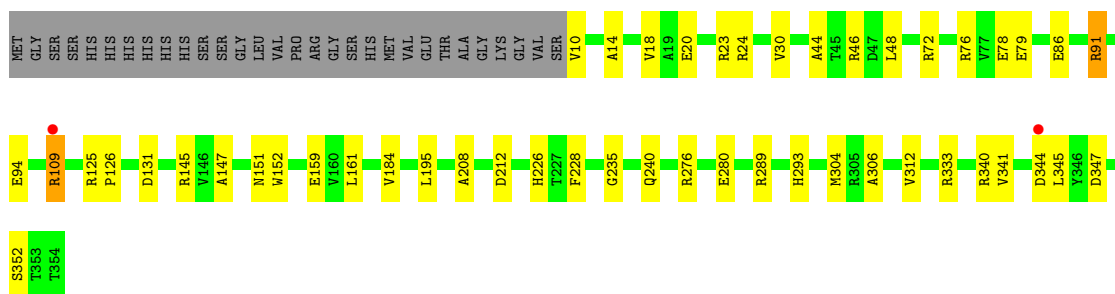 MET GLY SER SER HIS HIS HIS HIS HIS HIS SER SER GLY LEU VAL PRO ARG GLY SER HIS MET VAL GLU THR ALA GLY LYS GLY VAL SER V10 A14 V18 A19 E20 R23 R24 V30 A44 T45 R46 D47 L48 R72 R76 V77 E78 E79 E86 R91
E94 R109 R125 P126 D131 R145 V146 A147 N151 W152 E159 V160 L161 V184 L195 A208 D212 H226 T227 F228 G235 Q240 R276 E280 R289 H293 M304 R305 A306 V312 R333 R340 V341 D344 L345 Y346 D347
S352 T353 T354